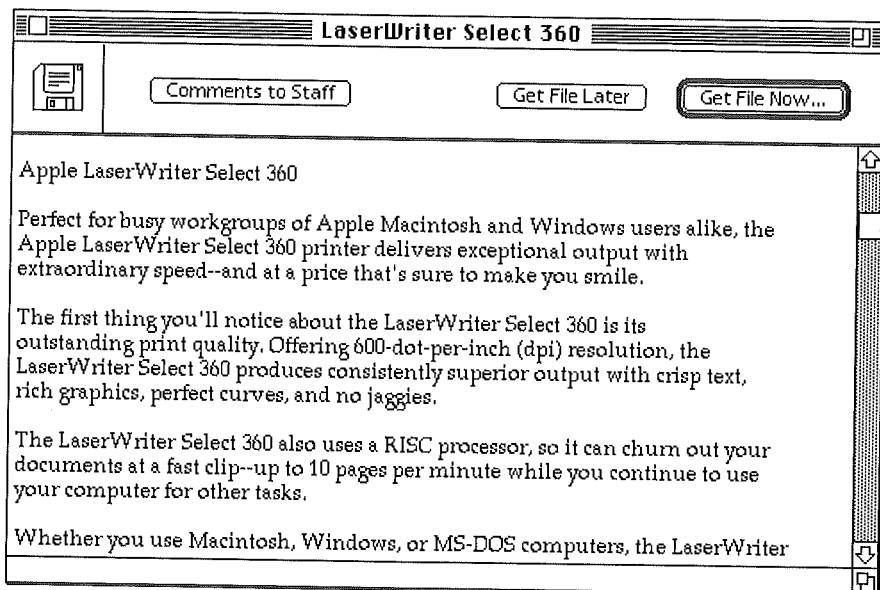 LaserWriter Select 360
Comments to Staff
Get File Later
Get File Now...
Apple LaserWriter Select 360
Perfect for busy workgroups of Apple Macintosh and Windows users alike, the
Apple LaserWriter Select 360 printer delivers exceptional output with
extraordinary speed--and at a price that's sure to make you smile.
The first thing you'll notice about the LaserWriter Select 360 is its
outstanding print quality. Offering 600-dot-per-inch (dpi) resolution, the
LaserWriter Select 360 produces consistently superior output with crisp text,
rich graphics, perfect curves, and no jaggies.
The LaserWriter Select 360 also uses a RISC processor, so it can churn out your
documents at a fast clip--up to 10 pages per minute while you continue to use
your computer for other tasks.
Whether you use Macintosh, Windows, or MS-DOS computers, the LaserWriter